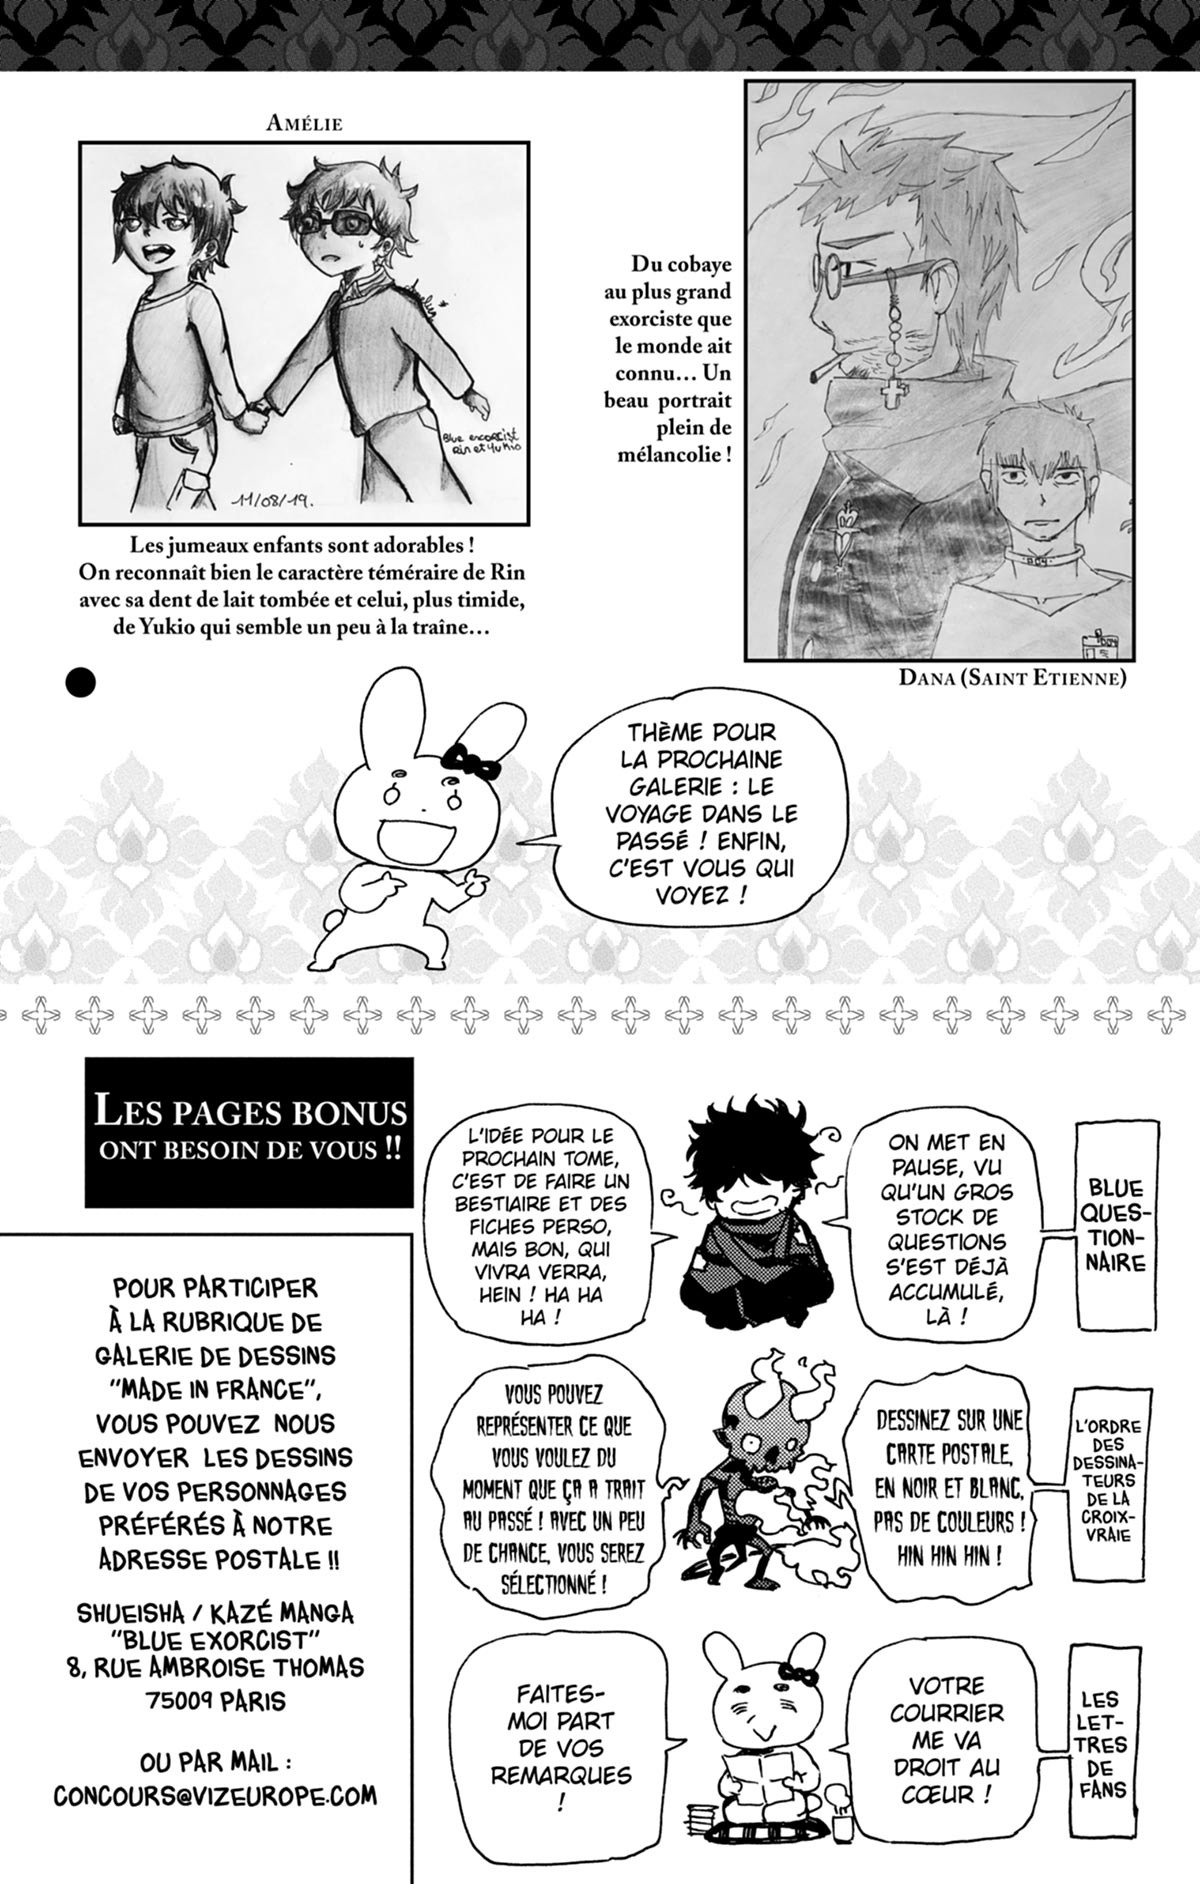 AMÉLIE
Blue exorcist
Rin et Yukio
11/08/19.
Les jumeaux enfants sont adorables !
On reconnaît bien le caractère téméraire de Rin
avec sa dent de lait tombée et celui, plus timide,
de Yukio qui semble un peu à la traîne...
Du cobaye
au plus grand
exorciste que
le monde ait
connu... Un
beau portrait
plein de
mélancolie !
804
DANA (SAINT ETIENNE)
THÈME POUR
LA PROCHAINE
GALERIE : LE
VOYAGE DANS LE
PASSÉ ! ENFIN,
C'EST VOUS QUI
VOYEZ !
LES PAGES BONUS
ONT BESOIN DE VOUS !!
POUR PARTICIPER
À LA RUBRIQUE DE
GALERIE DE DESSINS
"MADE IN FRANCE",
VOUS POUVEZ NOUS
ENVOYER LES DESSINS
DE VOS PERSONNAGES
PRÉFÉRÉS À NOTRE
ADRESSE POSTALE !!
SHUEISHA / KAZÉ MANGA
"BLUE EXORCIST"
8, RUE AMBROISE THOMAS
75009 PARIS
OU PAR MAIL :
CONCOURS@VIZEUROPE.COM
BLUE
QUES-
TION-
NAIRE
ON MET EN
PAUSE, VU
QU'UN GROS
STOCK DE
QUESTIONS
S'EST DÉJÀ
ACCUMULÉ,
LÀ !
L'IDÉE POUR LE
PROCHAIN TOME,
C'EST DE FAIRE UN
BESTIAIRE ET DES
FICHES PERSO,
MAIS BON, QUI
VIVRA VERRA,
HEIN ! HA HA
HA !
L'ORDRE
DES
DESSINA-
TEURS
DE LA
CROIX-
VRAIE
DESSINEZ SUR UNE
CARTE POSTALE,
EN NOIR ET BLANC,
PAS DE COULEURS !
HIN HIN HIN !
VOUS POUVEZ
REPRÉSENTER CE QUE
VOUS VOULEZ DU
MOMENT QUE ÇA A TRAIT
AU PASSÉ ! AVEC UN PEU
DE CHANCE, VOUS SEREZ
SÉLECTIONNÉ !
LES
LET-
TRES
DE
FANS
VOTRE
COURRIER
ME VA
DROIT AU
CŒUR !
FAITES-
MOI PART
DE VOS
REMARQUES
!